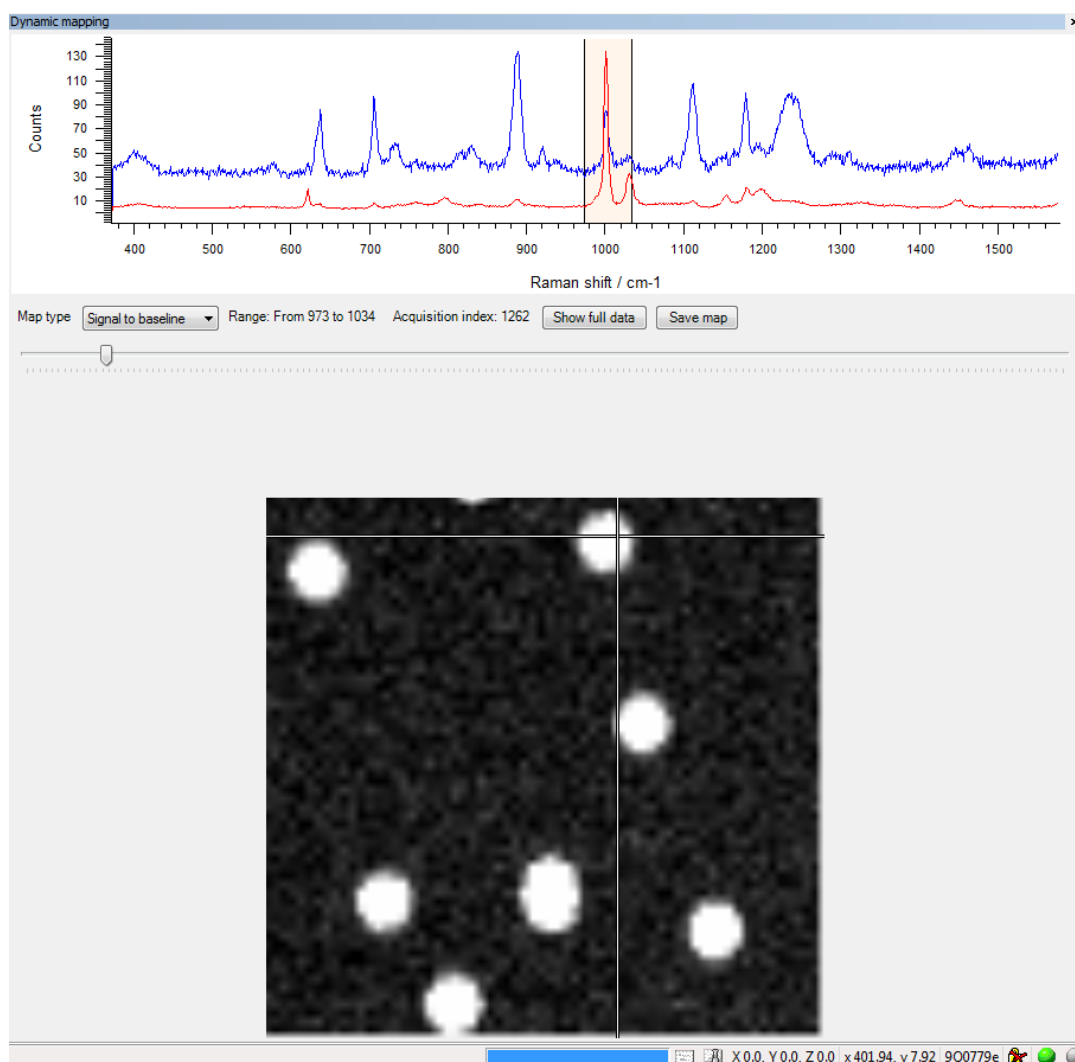 Dynamic mapping
Counts
130
110
90
70
50
30
10
400 500 600 700 800 900 1000 1100 1200 1300 1400 1500
Raman shift / cm-1
Map type Signal to baseline Range: From 973 to 1034 Acquisition index: 1262 Show full data Save map
X 0.0, Y 0.0, Z 0.0 x 401.94, y 7.92 9O0779e